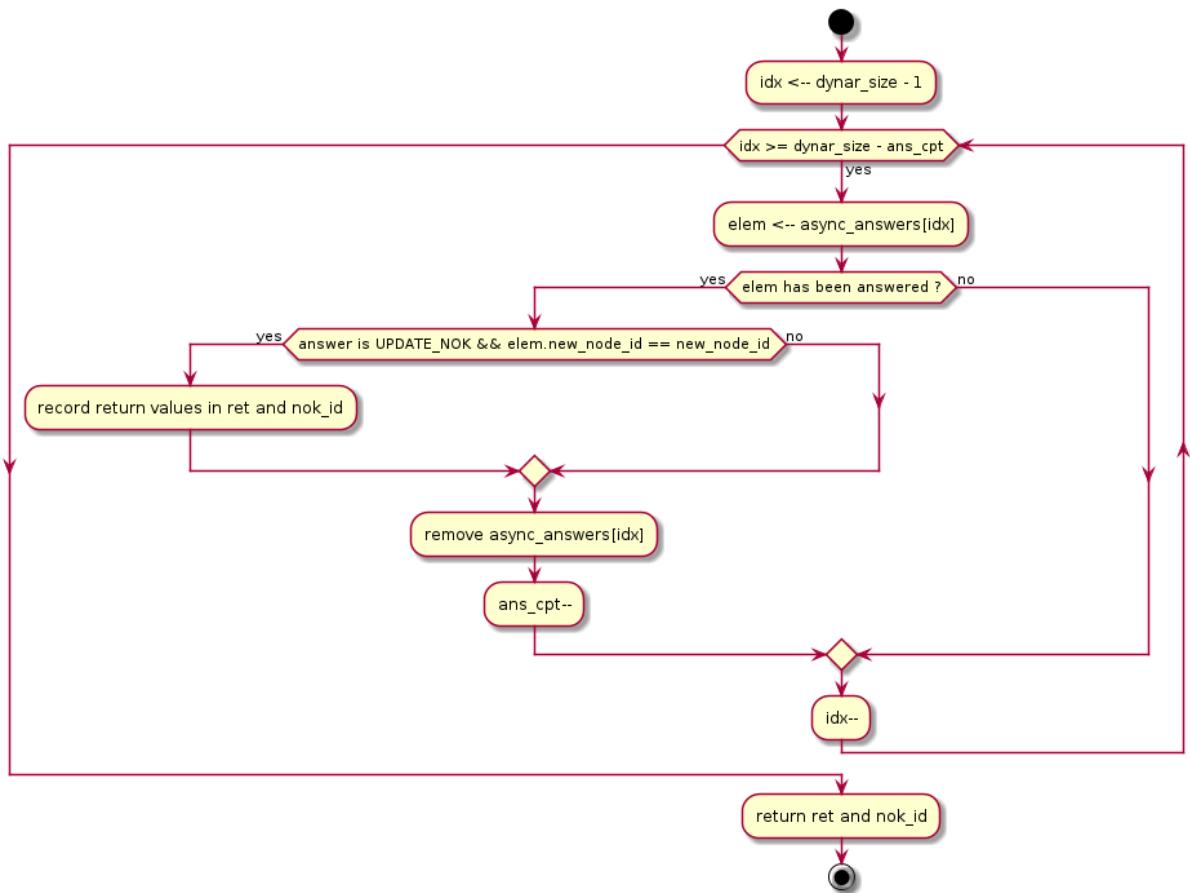 idx <-- dynar_size - 1
idx >= dynar_size - ans_cpt
yes
elem <-- async_answers[idx]
yes
elem has been answered ?
no
yes
answer is UPDATE_NOK && elem.new_node_id == new_node_id
no
record return values in ret and nok_id
remove async_answers[idx]
ans_cpt--
idx--
return ret and nok_id